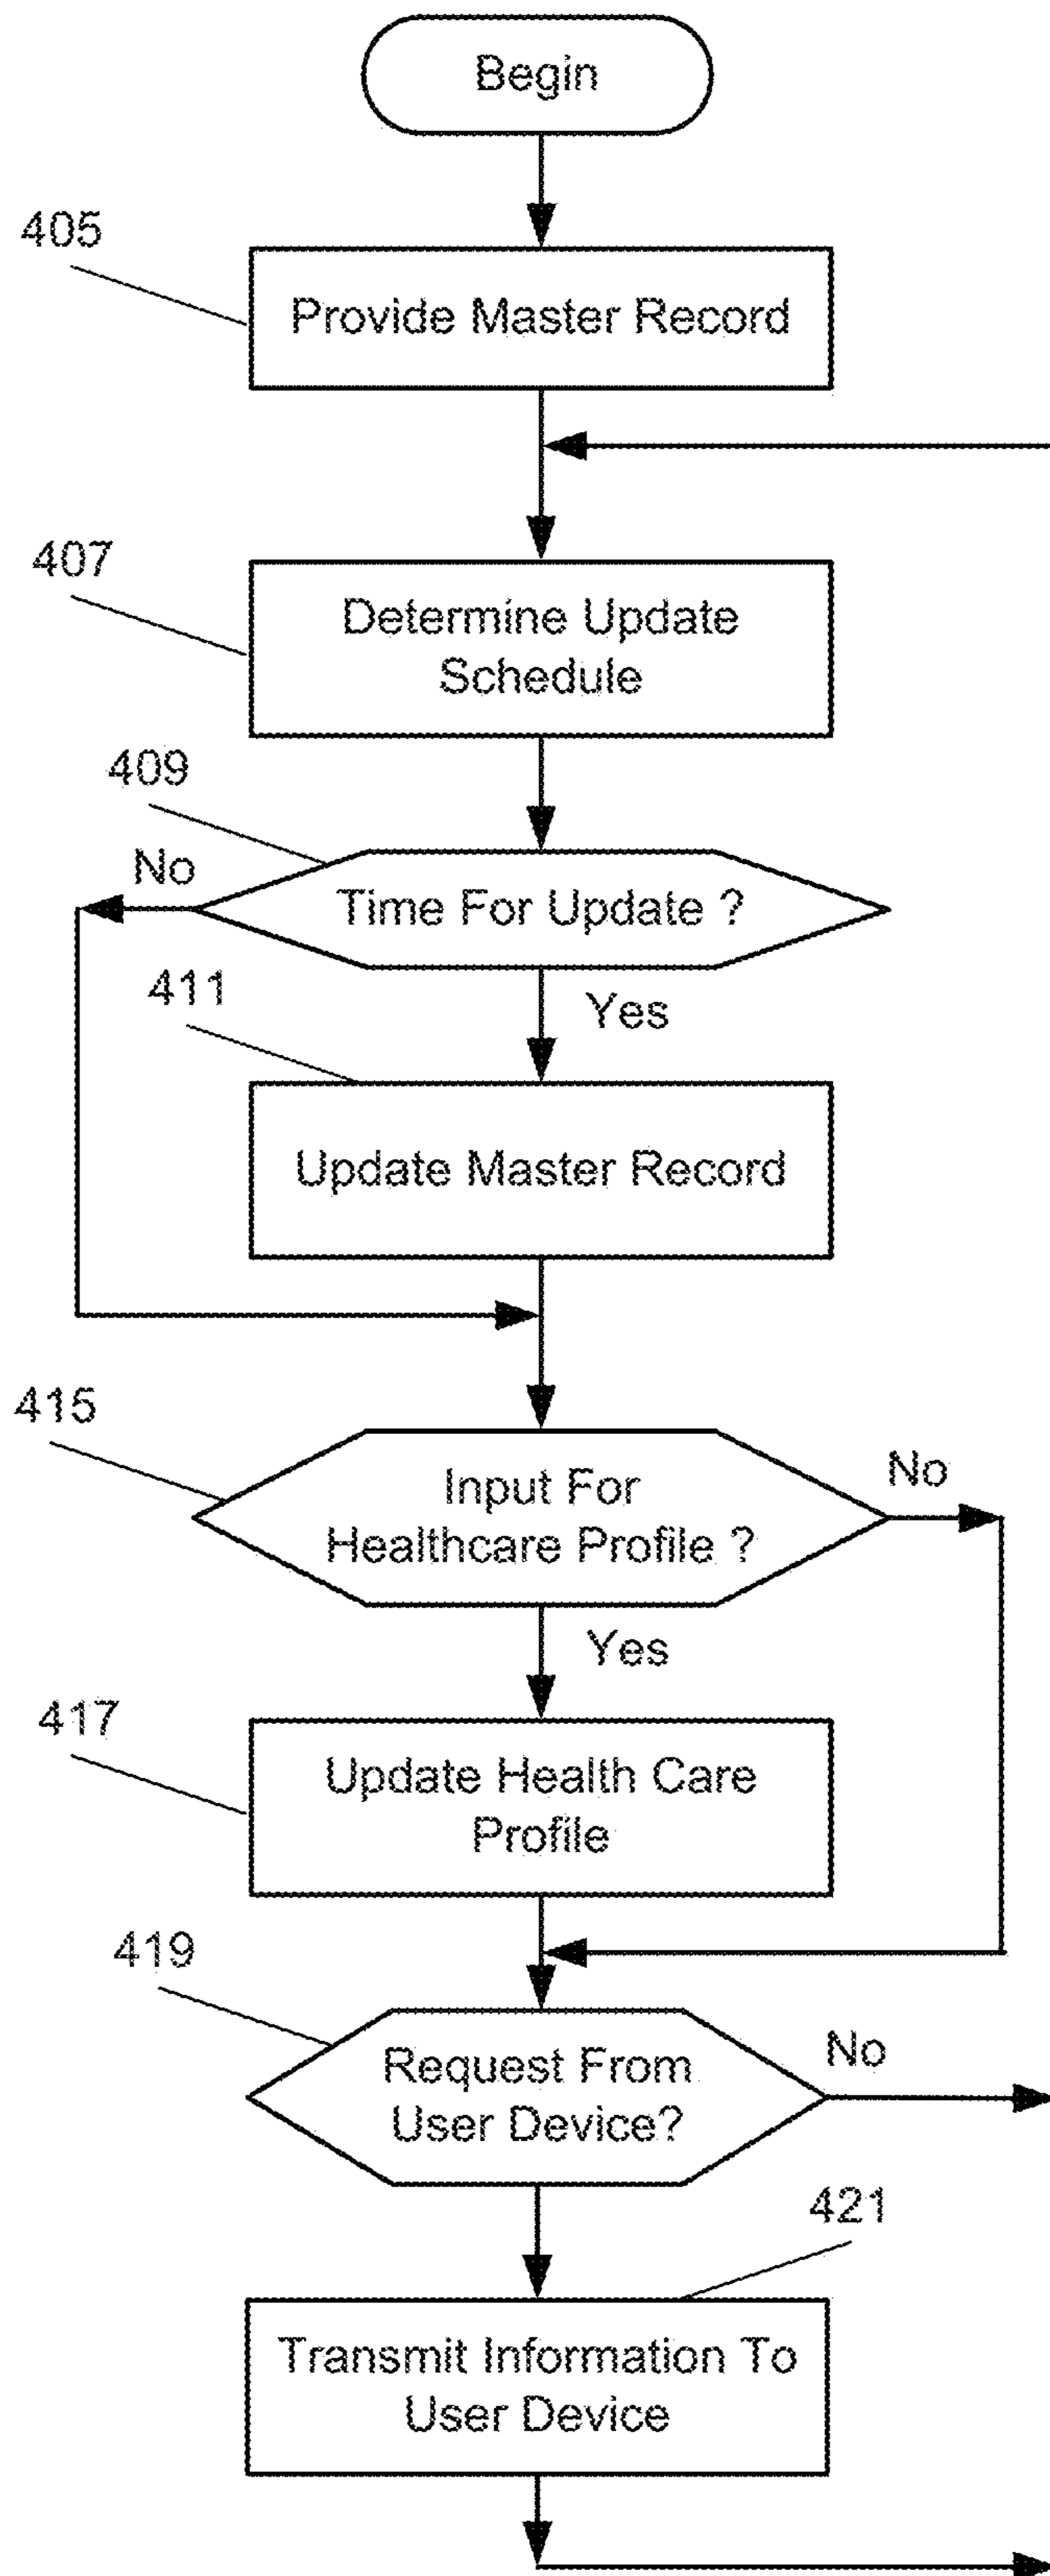 Begin
405
Provide Master Record
407
Determine Update
Schedule
409
No
Time For Update ?
411
Yes
Update Master Record
415
Input For
Healthcare Profile ?
No
Yes
417
Update Health Care
Profile
419
Request From
User Device?
No
421
Transmit Information To
User Device